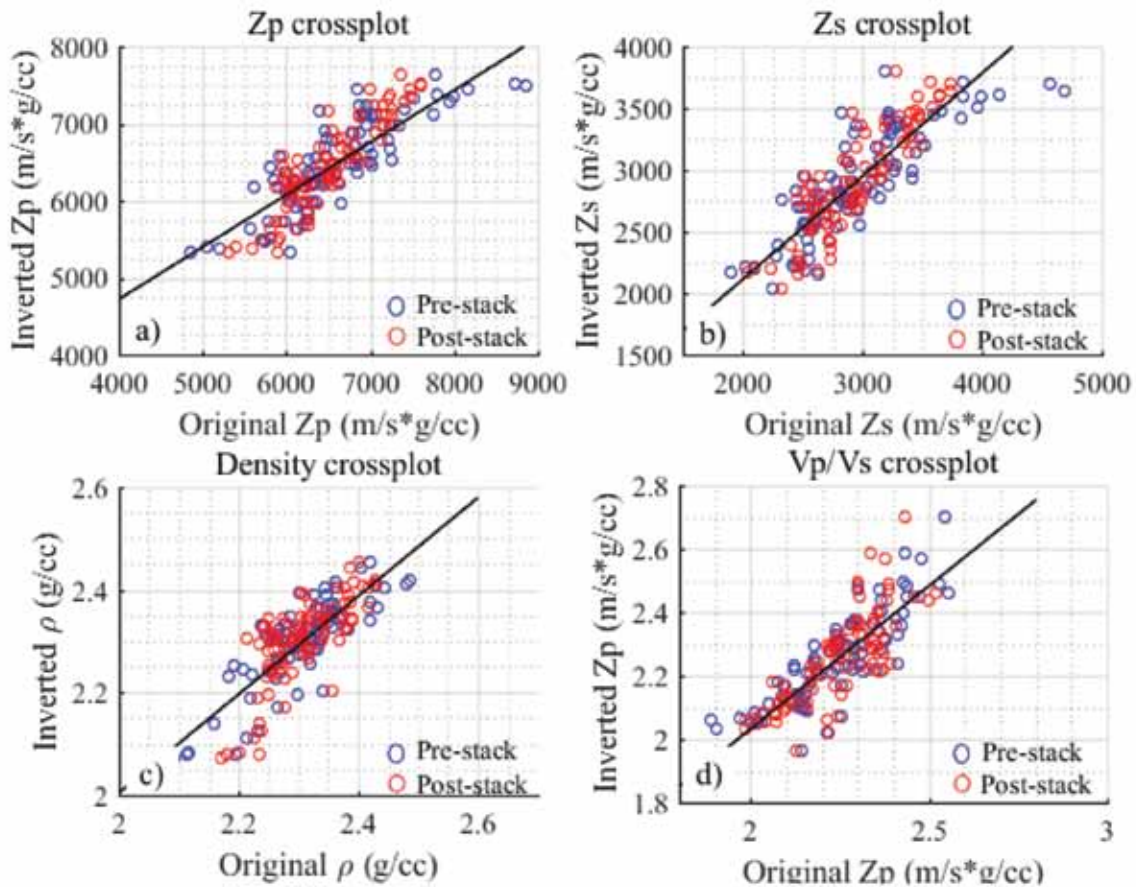 Zp crossplot
Inverted Zp (m/s*g/cc)
8000
7000
6000
5000
4000
a)
Pre-stack
Post-stack
4000 5000 6000 7000 8000 9000
Original Zp (m/s*g/cc)
Zs crossplot
Inverted Zs (m/s*g/cc)
4000
3500
3000
2500
2000
1500
b)
Pre-stack
Post-stack
2000 3000 4000 5000
Original Zs (m/s*g/cc)
Density crossplot
Inverted ρ (g/cc)
2.6
2.4
2.2
2
c)
Pre-stack
Post-stack
2 2.2 2.4 2.6
Original ρ (g/cc)
Vp/Vs crossplot
Inverted Zp (m/s*g/cc)
2.8
2.6
2.4
2.2
2
1.8
d)
Pre-stack
Post-stack
2 2.5 3
Original Zp (m/s*g/cc)